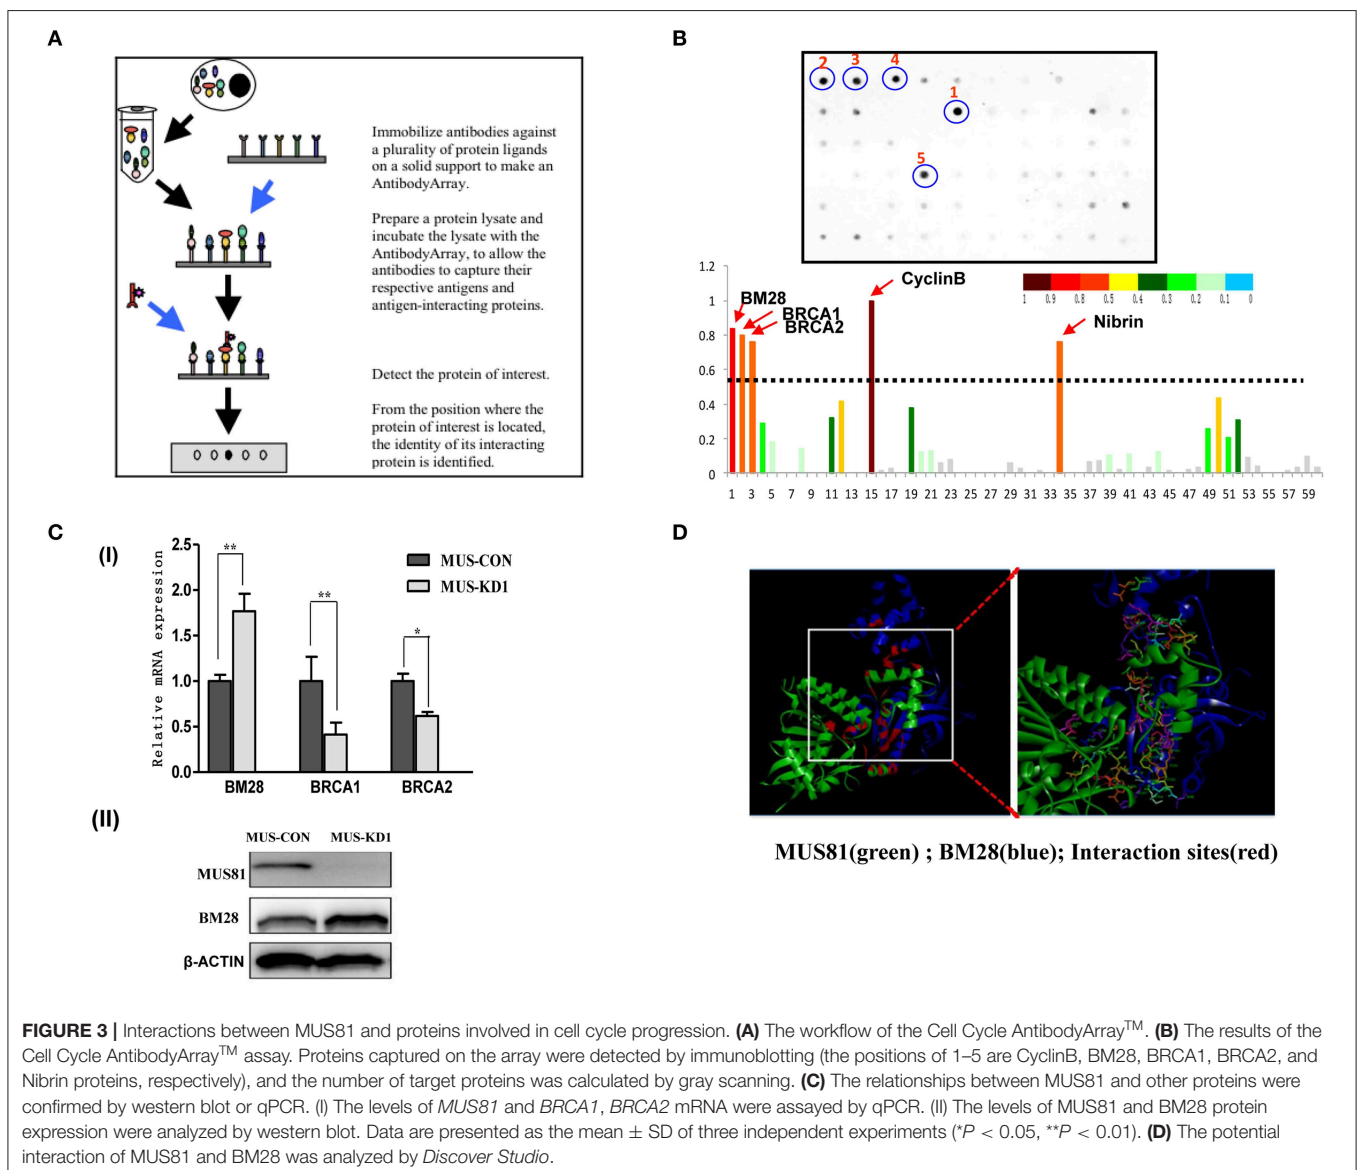 A
Immobilize antibodies against
a plurality of protein ligands
on a solid support to make an
AntibodyArray.
Prepare a protein lysate and
incubate the lysate with the
AntibodyArray, to allow the
antibodies to capture their
respective antigens and
antigen-interacting proteins.
Detect the protein of interest.
From the position where the
protein of interest is located,
the identity of its interacting
protein is identified.
B
2 3 4
1
5
1.2
1
0.8
0.6
0.4
0.2
0
BM28
BRCA1
BRCA2
CyclinB
Nibrin
1 0.9 0.8 0.5 0.4 0.3 0.2 0.1 0
1 3 5 7 9 11 13 15 17 19 21 23 25 27 29 31 33 35 37 39 41 43 45 47 49 51 53 55 57 59
C
(I)
Relative mRNA expression
2.5
2.0
1.5
1.0
0.5
0.0
** ** *
MUS-CON
MUS-KD1
BM28 BRCA1 BRCA2
(II)
MUS-CON MUS-KD1
MUS81
BM28
β-ACTIN
D
MUS81(green) ; BM28(blue); Interaction sites(red)
FIGURE 3 | Interactions between MUS81 and proteins involved in cell cycle progression. (A) The workflow of the Cell Cycle AntibodyArray™. (B) The results of the
Cell Cycle AntibodyArray™ assay. Proteins captured on the array were detected by immunoblotting (the positions of 1–5 are CyclinB, BM28, BRCA1, BRCA2, and
Nibrin proteins, respectively), and the number of target proteins was calculated by gray scanning. (C) The relationships between MUS81 and other proteins were
confirmed by western blot or qPCR. (I) The levels of MUS81 and BRCA1, BRCA2 mRNA were assayed by qPCR. (II) The levels of MUS81 and BM28 protein
expression were analyzed by western blot. Data are presented as the mean ± SD of three independent experiments (*P < 0.05, **P < 0.01). (D) The potential
interaction of MUS81 and BM28 was analyzed by Discover Studio.